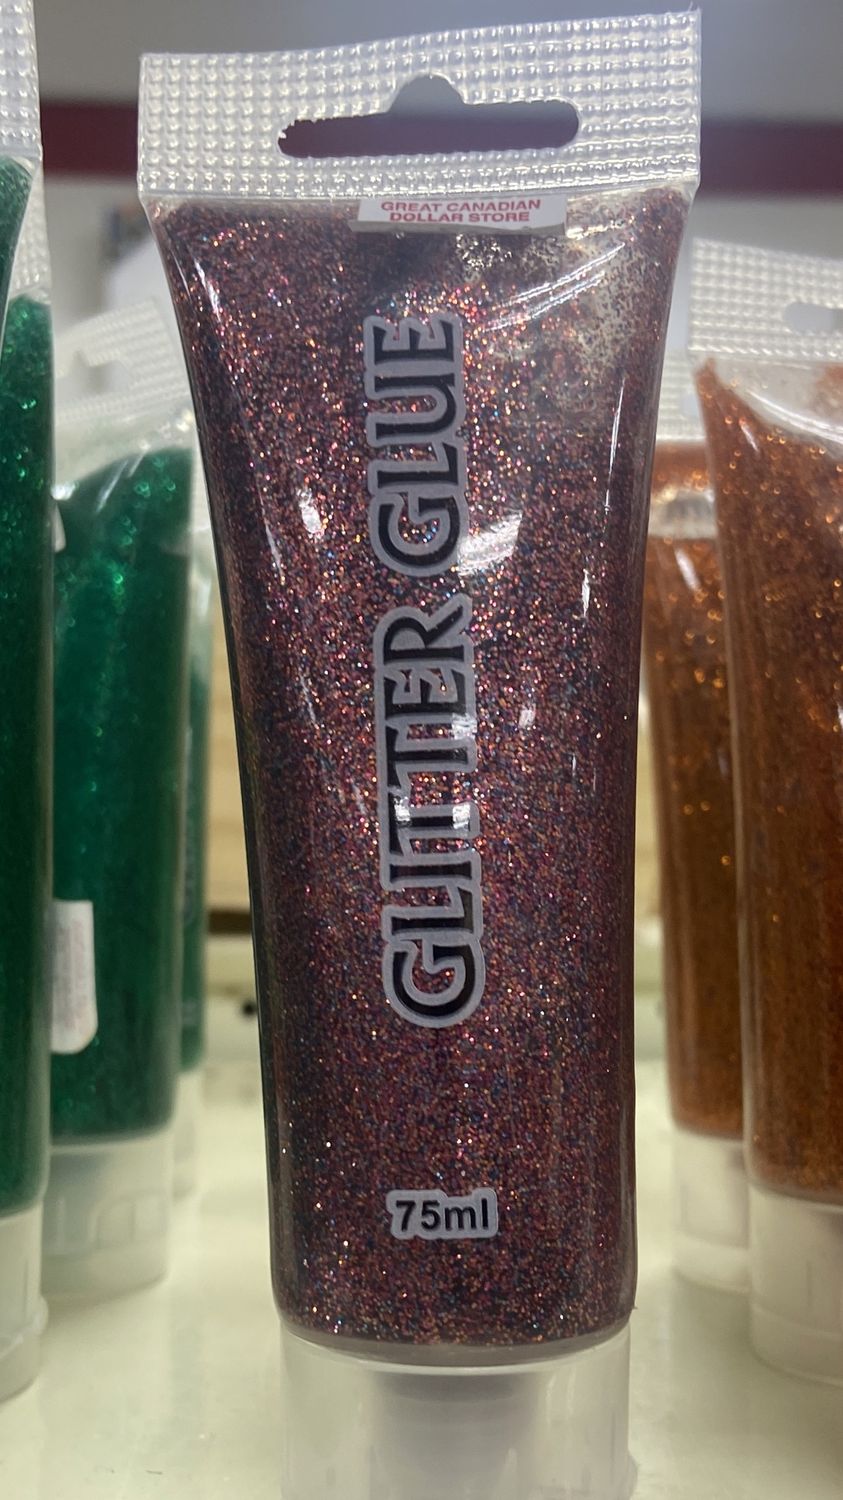 GREAT CANADIAN
DOLLAR STORE
GLITTER GLUE
75ml